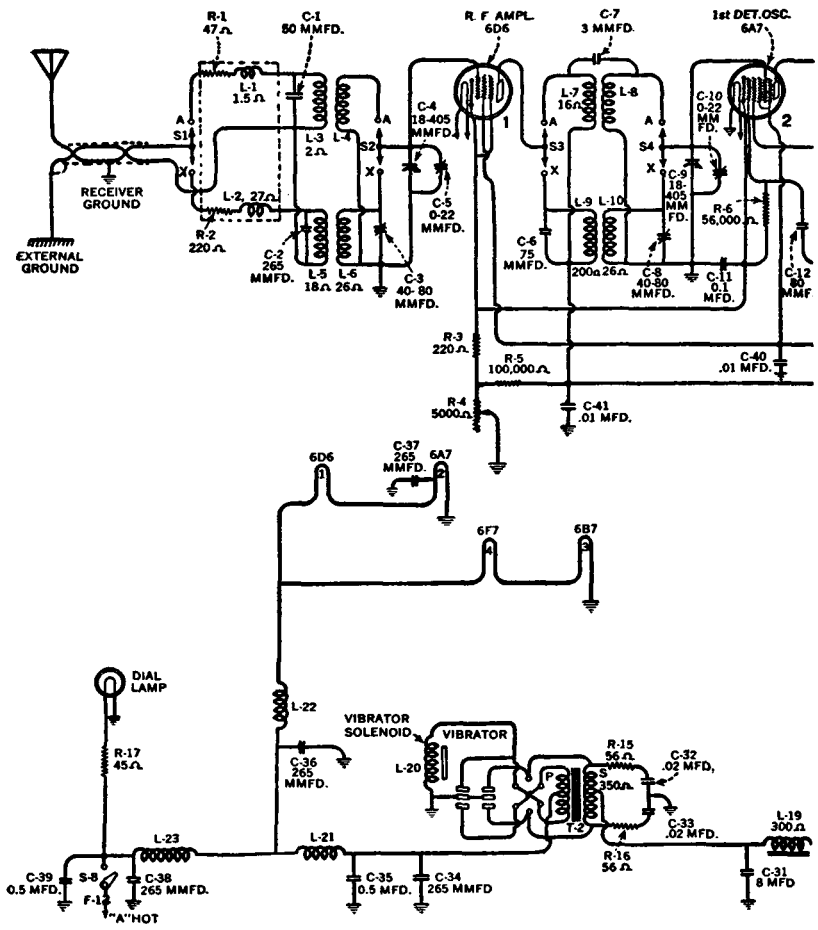 R-1
47Ω
C-1
50 MMFD.
R.F AMPL.
6D6
C-7
3 MMFD.
1st DET.OSC.
6A7
L-1
1.5Ω
A
S1
X
L-3
2Ω
L-4
A
S2
X
C-4
18-405
MMFD.
1
A
S3
X
L-7
16Ω
L-8
A
S4
X
C-10
0-22
MM
FD.
2
RECEIVER
GROUND
L-2, 27Ω
R-2
220Ω
C-5
0-22
MMFD.
C-9
18-
405
MM
FD.
R-6
56,000Ω
EXTERNAL
GROUND
C-2
265
MMFD.
L-5
18Ω
L-6
26Ω
C-3
40-80
MMFD.
C-6
75
MMFD.
L-9
200Ω
L-10
26Ω
C-8
40-80
MMFD.
C-11
0.1
MFD.
C-12
80
MMF
R-3
220Ω
R-5
100,000Ω
C-40
.01 MFD.
R-4
5000Ω
C-41
.01 MFD.
6D6
1
C-37
265
MMFD.
6A7
2
6F7
4
6B7
3
DIAL
LAMP
L-22
R-17
45Ω
C-36
265
MMFD.
VIBRATOR
SOLENOID
VIBRATOR
L-20
P
S
350Ω
T-2
R-15
56Ω
C-32
.02 MFD,
C-33
.02 MFD.
R-16
56Ω
L-19
300Ω
L-23
L-21
C-39
0.5 MFD.
S-8
F-1
C-38
265 MMFD.
C-35
0.5 MFD.
C-34
265 MMFD
C-31
8 MFD
"A"HOT